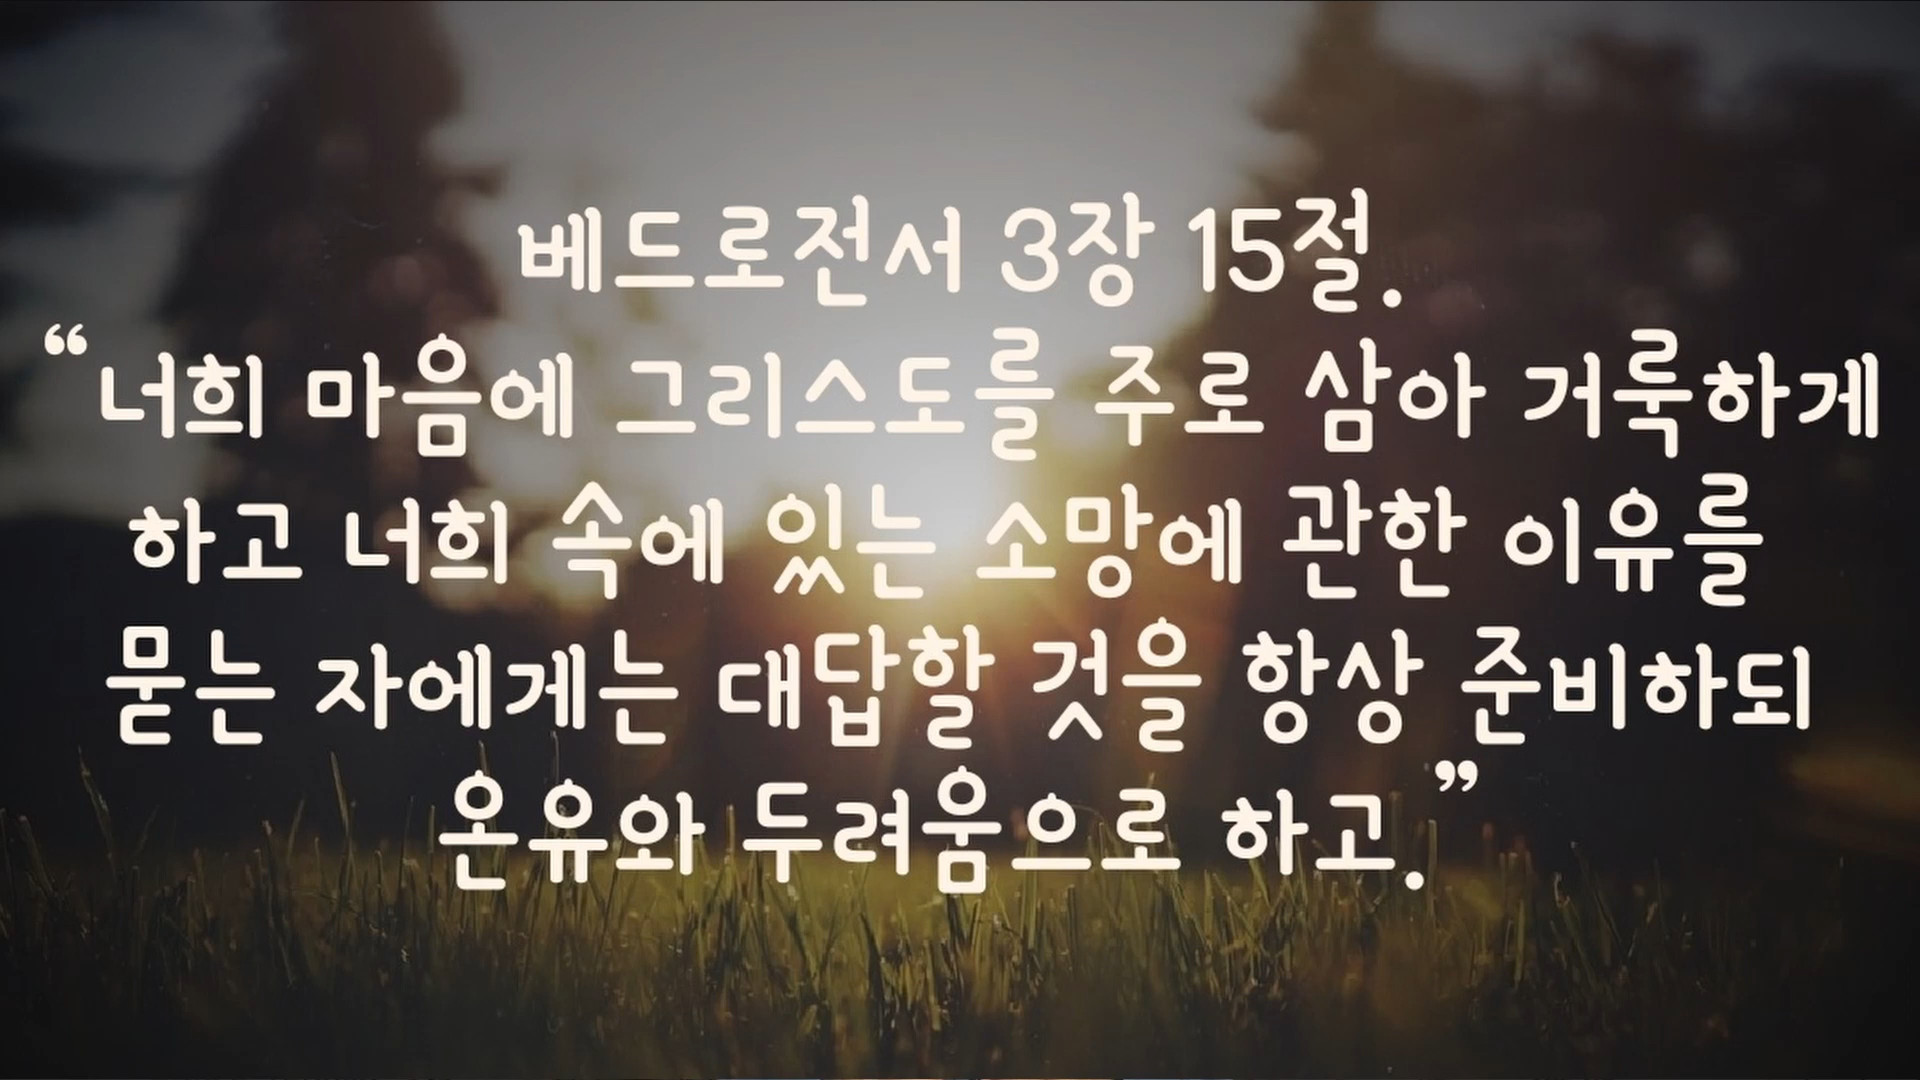 베드로전서 3장 15절.
“너희 마음에 그리스도를 주로 삼아 거룩하게
하고 너희 속에 있는 소망에 관한 이유를
묻는 자에게는 대답할 것을 항상 준비하되
온유와 두려움으로 하고.”